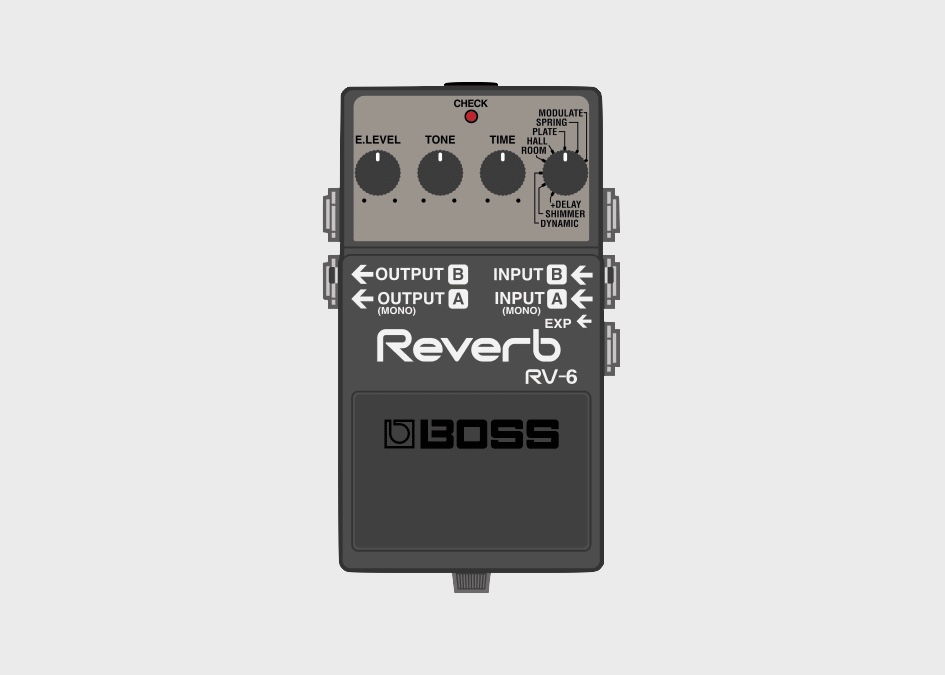 CHECK
MODULATE
SPRING
PLATE
HALL
ROOM
E.LEVEL TONE TIME
+DELAY
SHIMMER
DYNAMIC
OUTPUT B INPUT B
OUTPUT A INPUT A
(MONO) (MONO)
EXP
Reverb
RV-6
BOSS